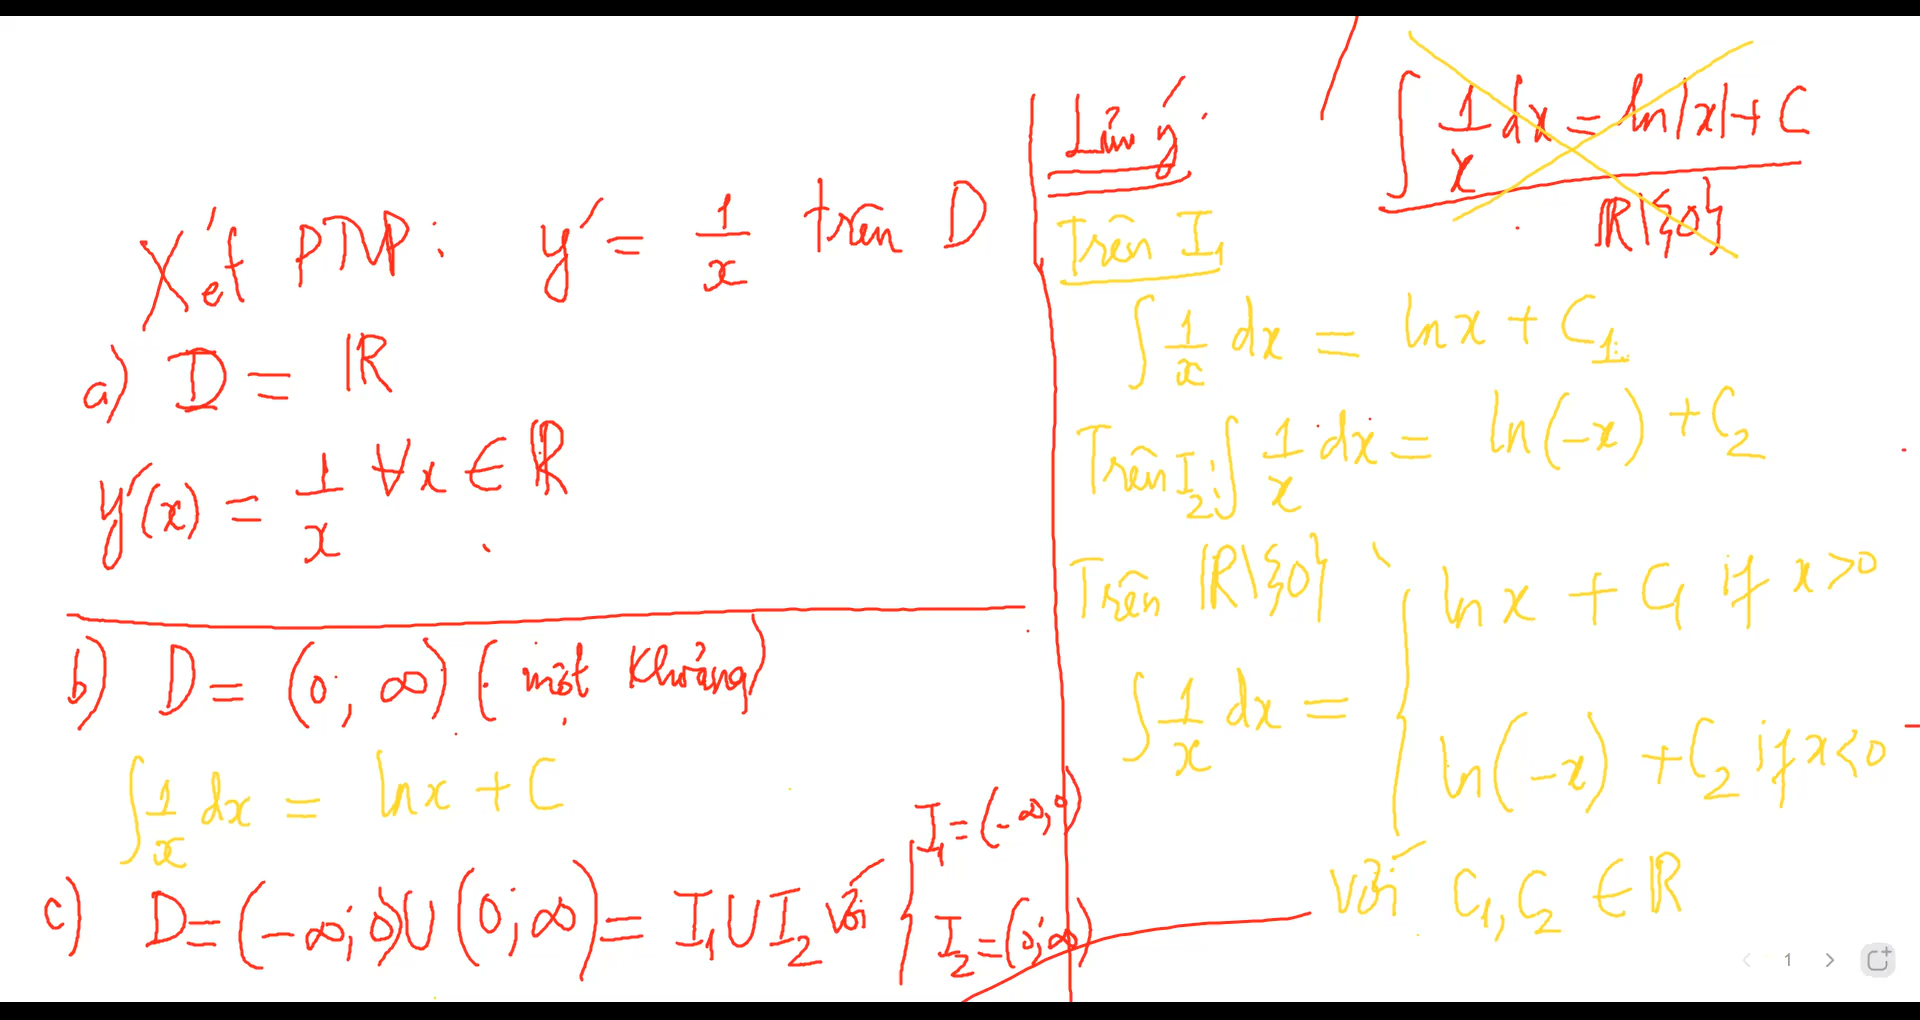 Xét PTVP: y' = 1/x trên D
a) D = ℝ
y'(x) = 1/x ∀x ∈ ℝ
b) D = (0; ∞) (một khoảng)
∫ 1/x dx = ln x + C
c) D = (-∞; 0) ∪ (0; ∞) = I₁ ∪ I₂ với { I₁ = (-∞; 0)
I₂ = (0; ∞)
Lưu ý:
∫ 1/x dx = ln|x| + C
ℝ\{0}
Trên I₁
∫ 1/x dx = ln x + C₁
Trên I₂: ∫ 1/x dx = ln(-x) + C₂
Trên ℝ\{0}
∫ 1/x dx = { ln x + C₁ if x > 0
ln(-x) + C₂ if x < 0
với C₁, C₂ ∈ ℝ
1